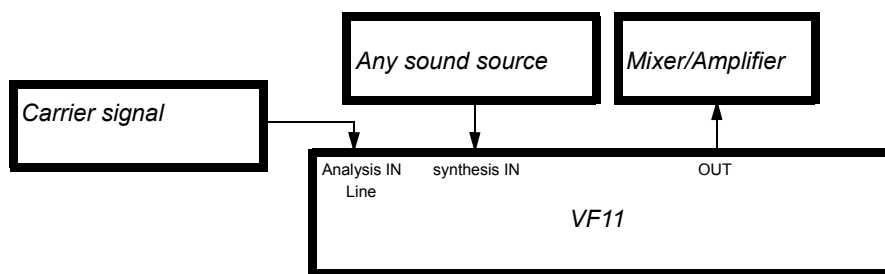 Any sound source
Mixer/Amplifier
Carrier signal
Analysis IN
Line
synthesis IN
OUT
VF11